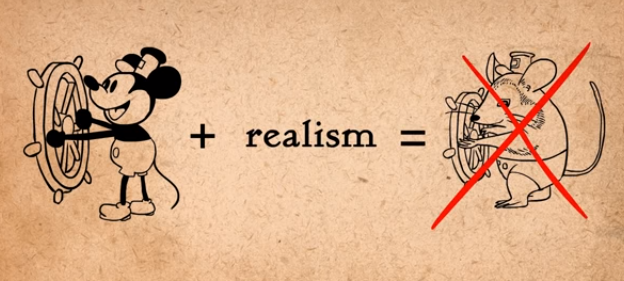 + realism =